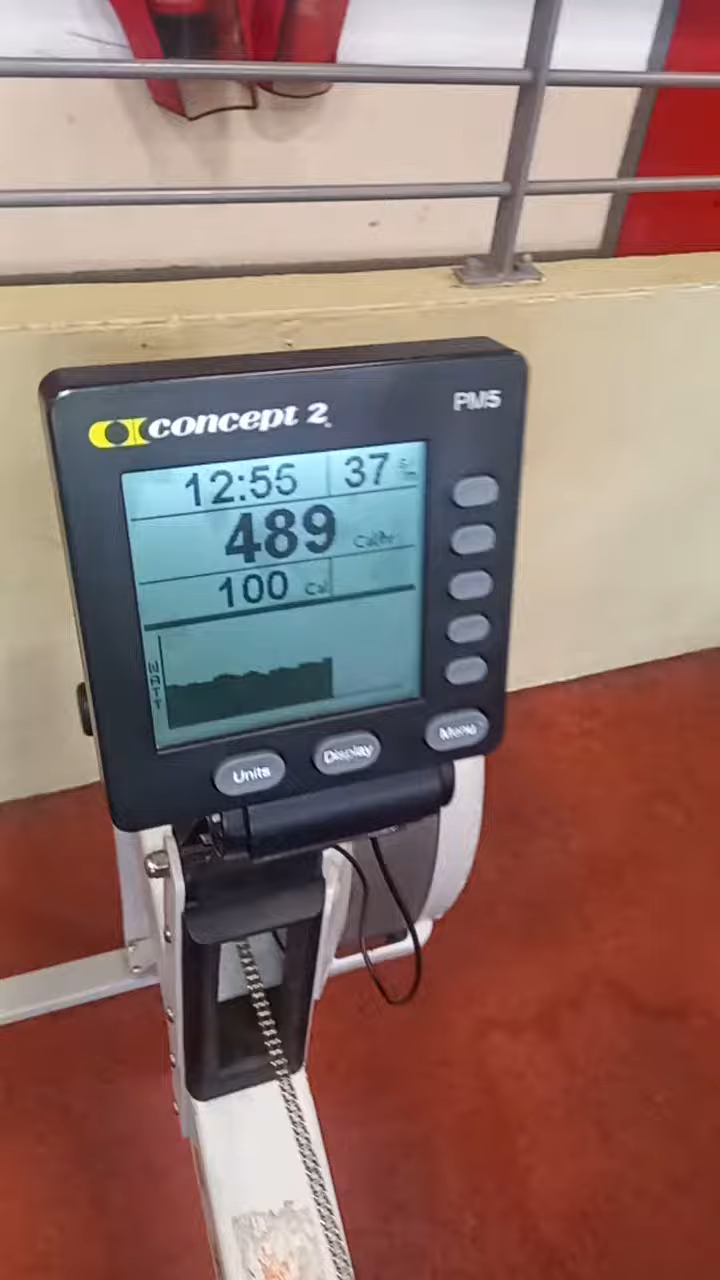 concept 2
PM5
12:55 37 s/m
489 Cal/hr
100 Cal
WATT
Units
Display
Menu